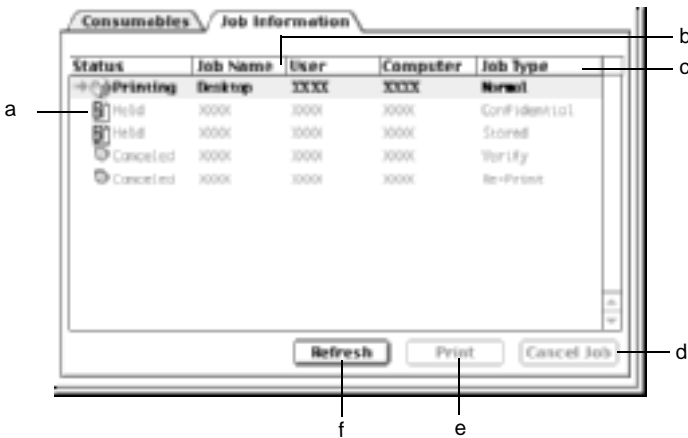 Consumables Job Information
b
Status Job Name User Computer Job Type
c
Printing Desktop XXXX XXXX Normal
a
Held XXXX XXXX XXXX Confidential
Held XXXX XXXX XXXX Stored
Canceled XXXX XXXX XXXX Verify
Canceled XXXX XXXX XXXX Re-Print
Refresh Print Cancel Job
d
f e